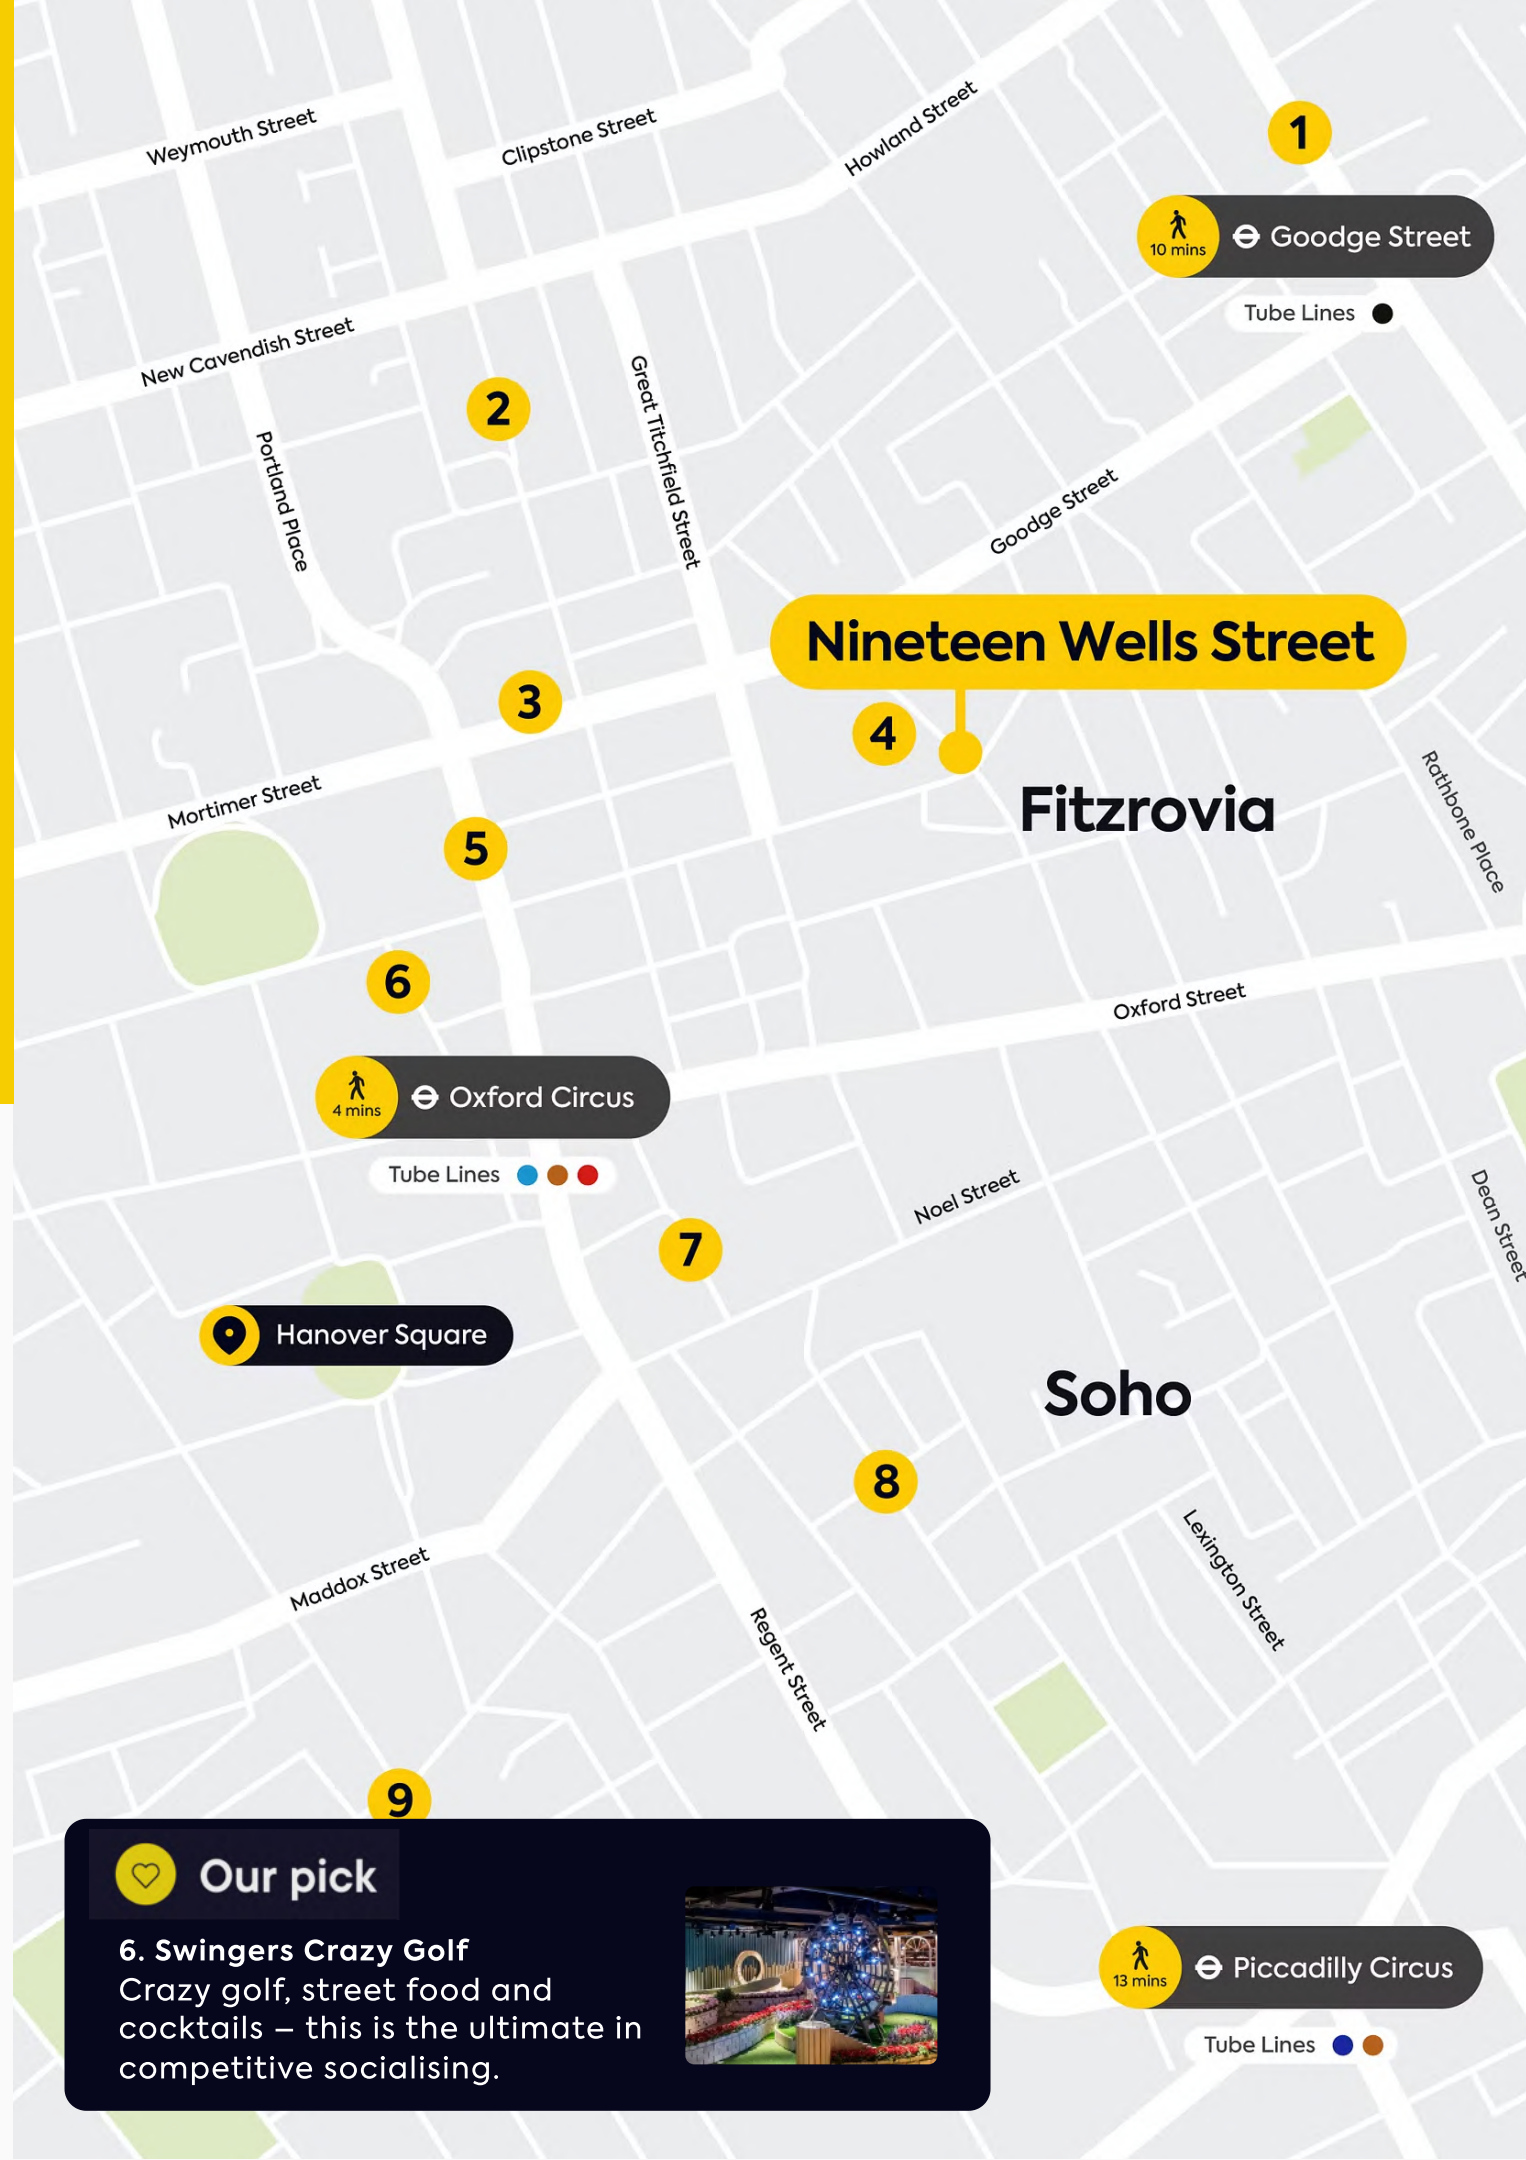 Weymouth Street
Clipstone Street
Howland Street
1
10 mins
Goodge Street
Tube Lines
New Cavendish Street
2
Great Titchfield Street
Portland Place
Goodge Street
Nineteen Wells Street
3
4
Fitzrovia
Rathbone Place
Mortimer Street
5
6
Oxford Street
4 mins
Oxford Circus
Tube Lines
Noel Street
Dean Street
7
Hanover Square
Soho
8
Lexington Street
Maddox Street
Regent Street
9
Our pick
6. Swingers Crazy Golf
Crazy golf, street food and
cocktails – this is the ultimate in
competitive socialising.
13 mins
Piccadilly Circus
Tube Lines